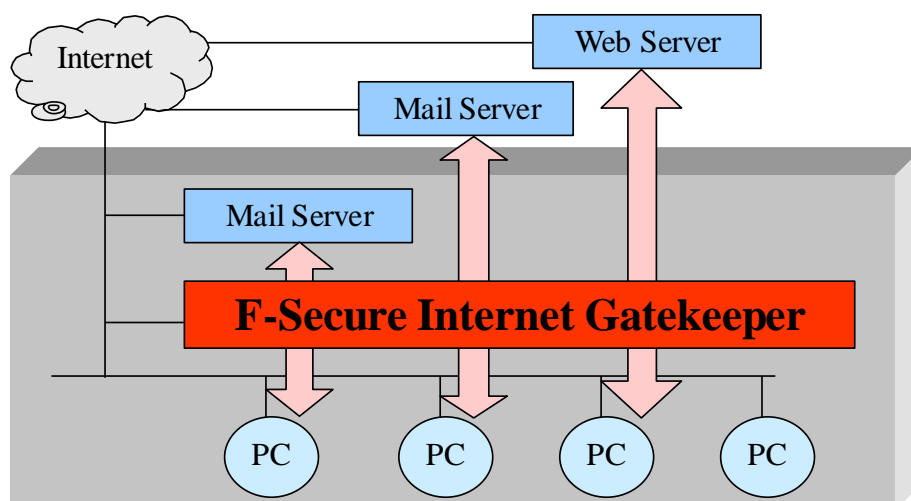 Web Server
Internet
Mail Server
Mail Server
F-Secure Internet Gatekeeper
PC
PC
PC
PC